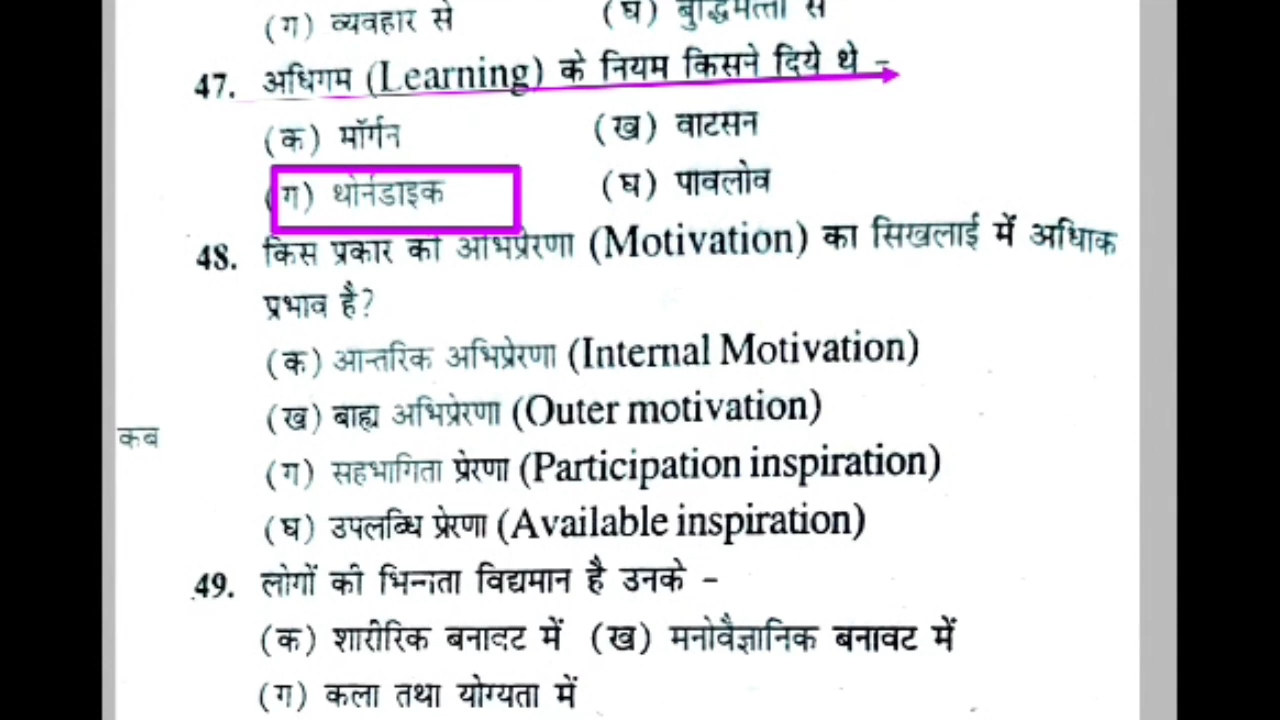 (ग) व्यवहार से (घ) बुद्धिमत्ता से
47. अधिगम (Learning) के नियम किसने दिये थे -
(क) मॉर्गन (ख) वाटसन
(ग) थोर्नडाइक (घ) पावलोव
48. किस प्रकार की अभिप्रेरणा (Motivation) का सिखलाई में अधिाक
प्रभाव है?
(क) आन्तरिक अभिप्रेरणा (Internal Motivation)
(ख) बाह्य अभिप्रेरणा (Outer motivation)
कब
(ग) सहभागिता प्रेरणा (Participation inspiration)
(घ) उपलब्धि प्रेरणा (Available inspiration)
49. लोगों की भिन्नता विद्यमान है उनके -
(क) शारीरिक बनावट में (ख) मनोवैज्ञानिक बनावट में
(ग) कला तथा योग्यता में